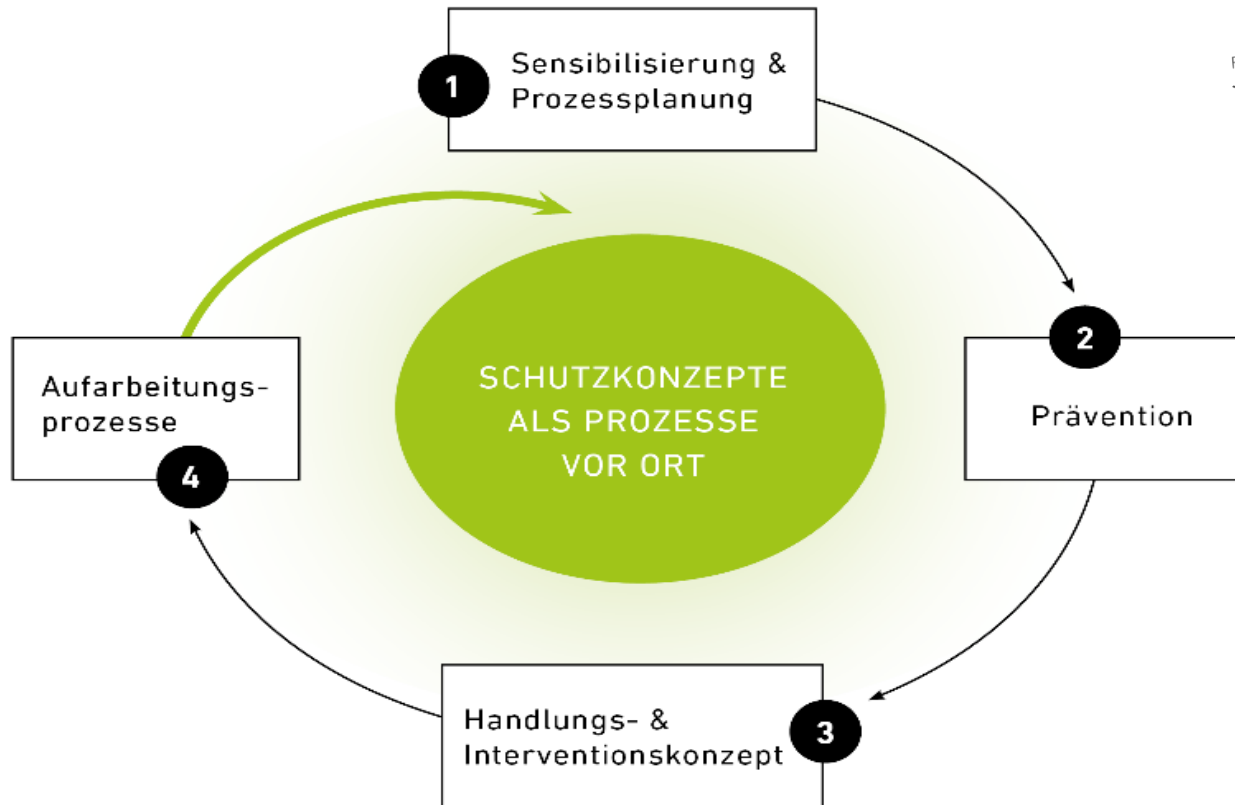 1
Sensibilisierung &
Prozessplanung
2
Prävention
SCHUTZKONZEPTE
ALS PROZESSE
VOR ORT
Aufarbeitungs-
prozesse
4
Handlungs- &
Interventionskonzept
3